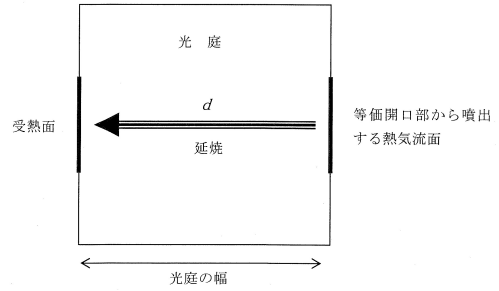 光 庭
d
受熱面
延焼
等価開口部から噴出
する熱気流面
光庭の幅